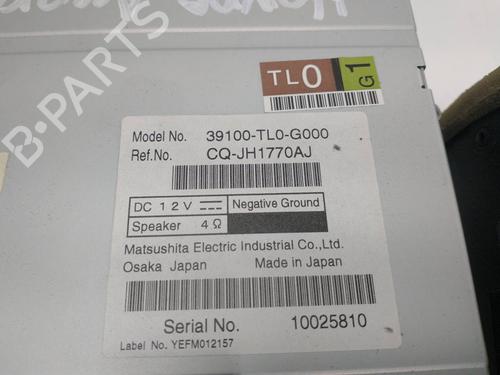 TL0
G1
Model No. 39100-TL0-G000
Ref.No. CQ-JH1770AJ
DC 12V Negative Ground
Speaker 4Ω
Matsushita Electric Industrial Co.,Ltd.
Osaka Japan Made in Japan
Serial No. 10025810
Label No. YEFM012157
B-PARTS